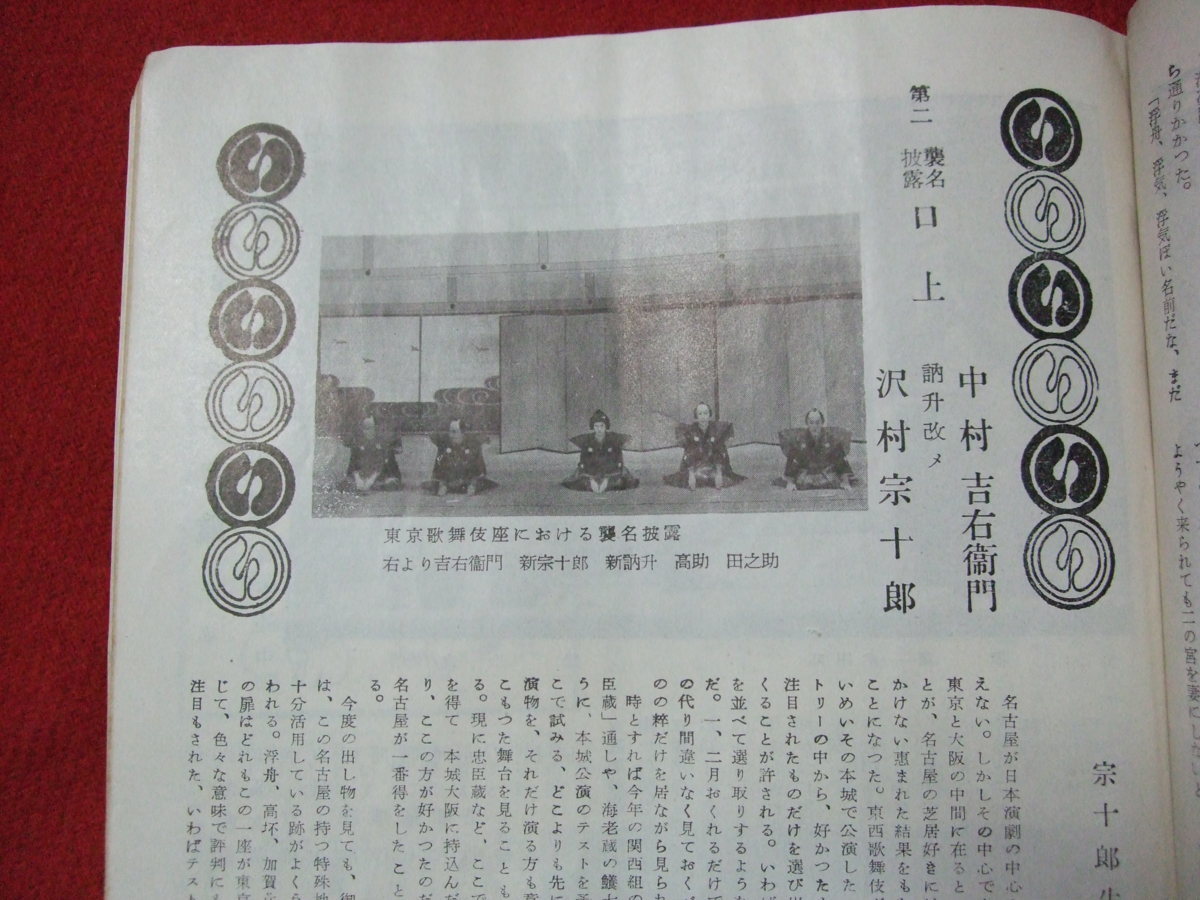 ち通りかかつた。
「浮舟、浮気、浮気ぽい名前だな、まだ
ようやく来られても二の宮を
第二 襲名披露 口上
中村吉右衞門
訥升改メ
沢村宗十郎
東京歌舞伎座における襲名披露
右より吉右衞門 新宗十郎 新訥升 高助 田之助
宗十郎
名古屋が日本演劇の中心
えない。しかしその中心で
東京と大阪の中間に在ると
とが、名古屋の芝居好きに
かけない恵まれた結果をも
ことになつた。東西歌舞伎
いめいその本城で公演した
トリーの中から、好かつた
注目されたものだけを選び
くることが許される。いわば
を並べて選り取りするような
だ。一、二月おくれるだけで
の代り間違いなく見ておくべ
のの粋だけを居ながら見られ
時とすれば今年の関西組の
臣蔵」通しや、海老蔵の鱶七
うに、本城公演のテストを
こで試みる、どこよりも先に
演物を、それだけ演る方も意
こもつた舞台を見ることも
る。現に忠臣蔵など、ここで
を得て 本城大阪に持込んだ
り、ここの方が好かつたのだ
名古屋が一番得をしたこと
る。
今度の出し物を見ても、御
は、この名古屋の持つ特殊地
十分活用している跡がよくう
われる。浮舟、高坏、加賀
の扉はどれもこの一座が東京
じて、色々な意味で評判に
注目もされた、いわばテスト